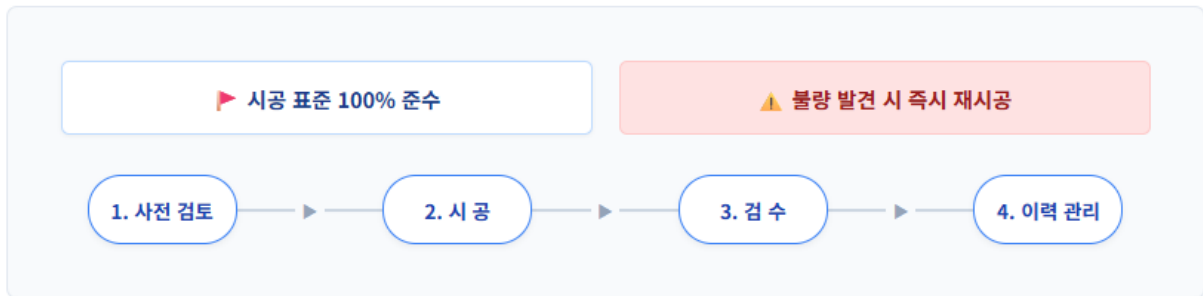 시공 표준 100% 준수
불량 발견 시 즉시 재시공
1. 사전 검토
2. 시 공
3. 검 수
4. 이력 관리